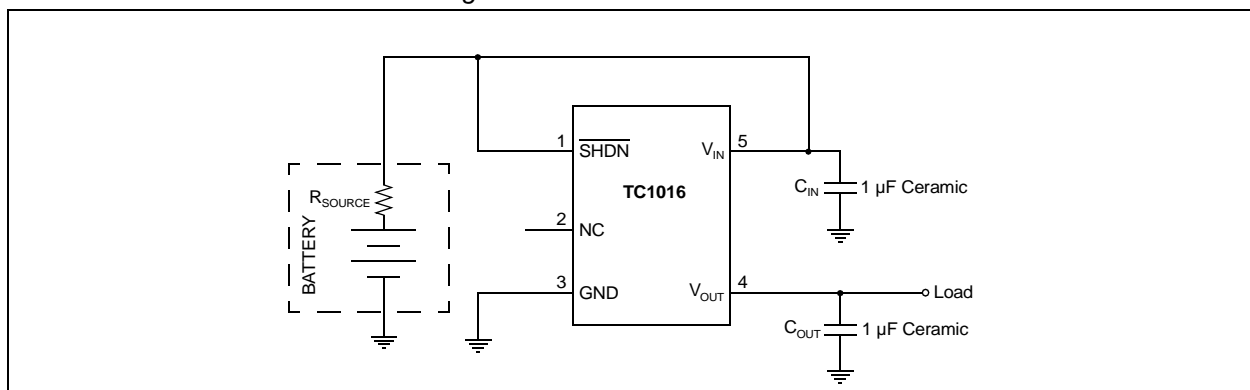 g
1
SHDN
V_IN
5
R_SOURCE
BATTERY
TC1016
C_IN
1 µF Ceramic
2
NC
3
GND
V_OUT
4
Load
C_OUT
1 µF Ceramic